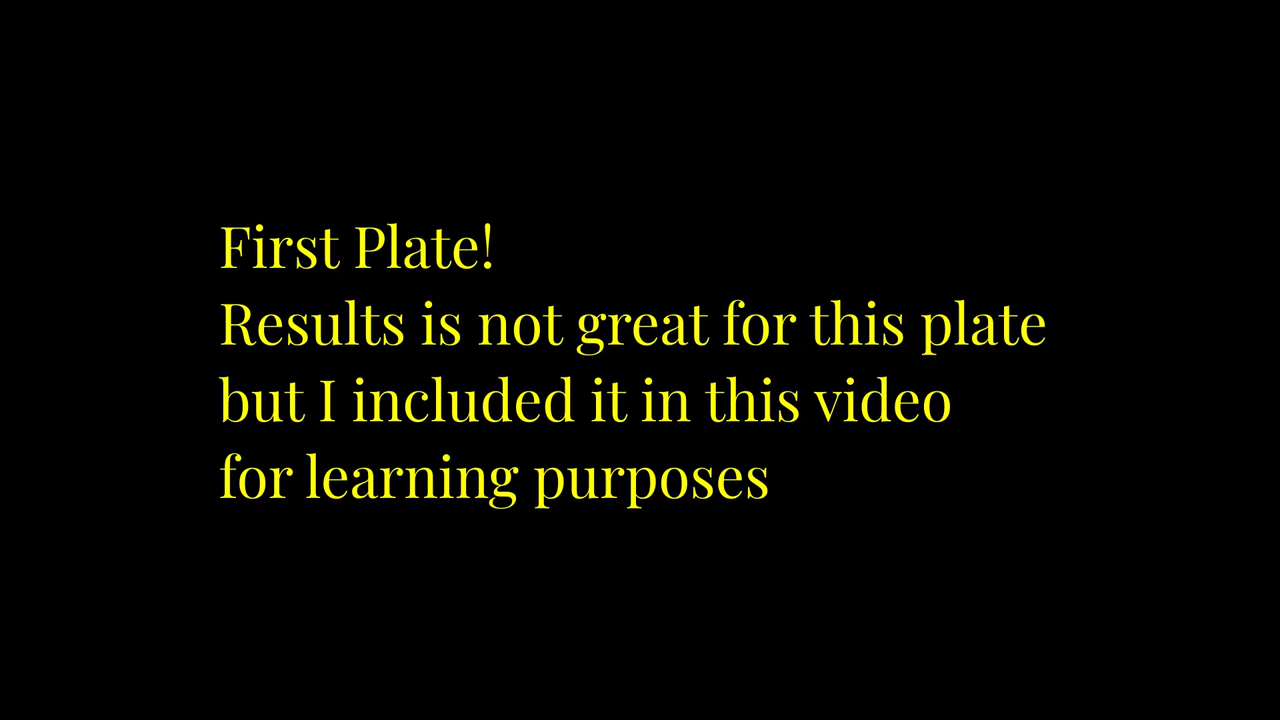 First Plate!
Results is not great for this plate
but I included it in this video
for learning purposes